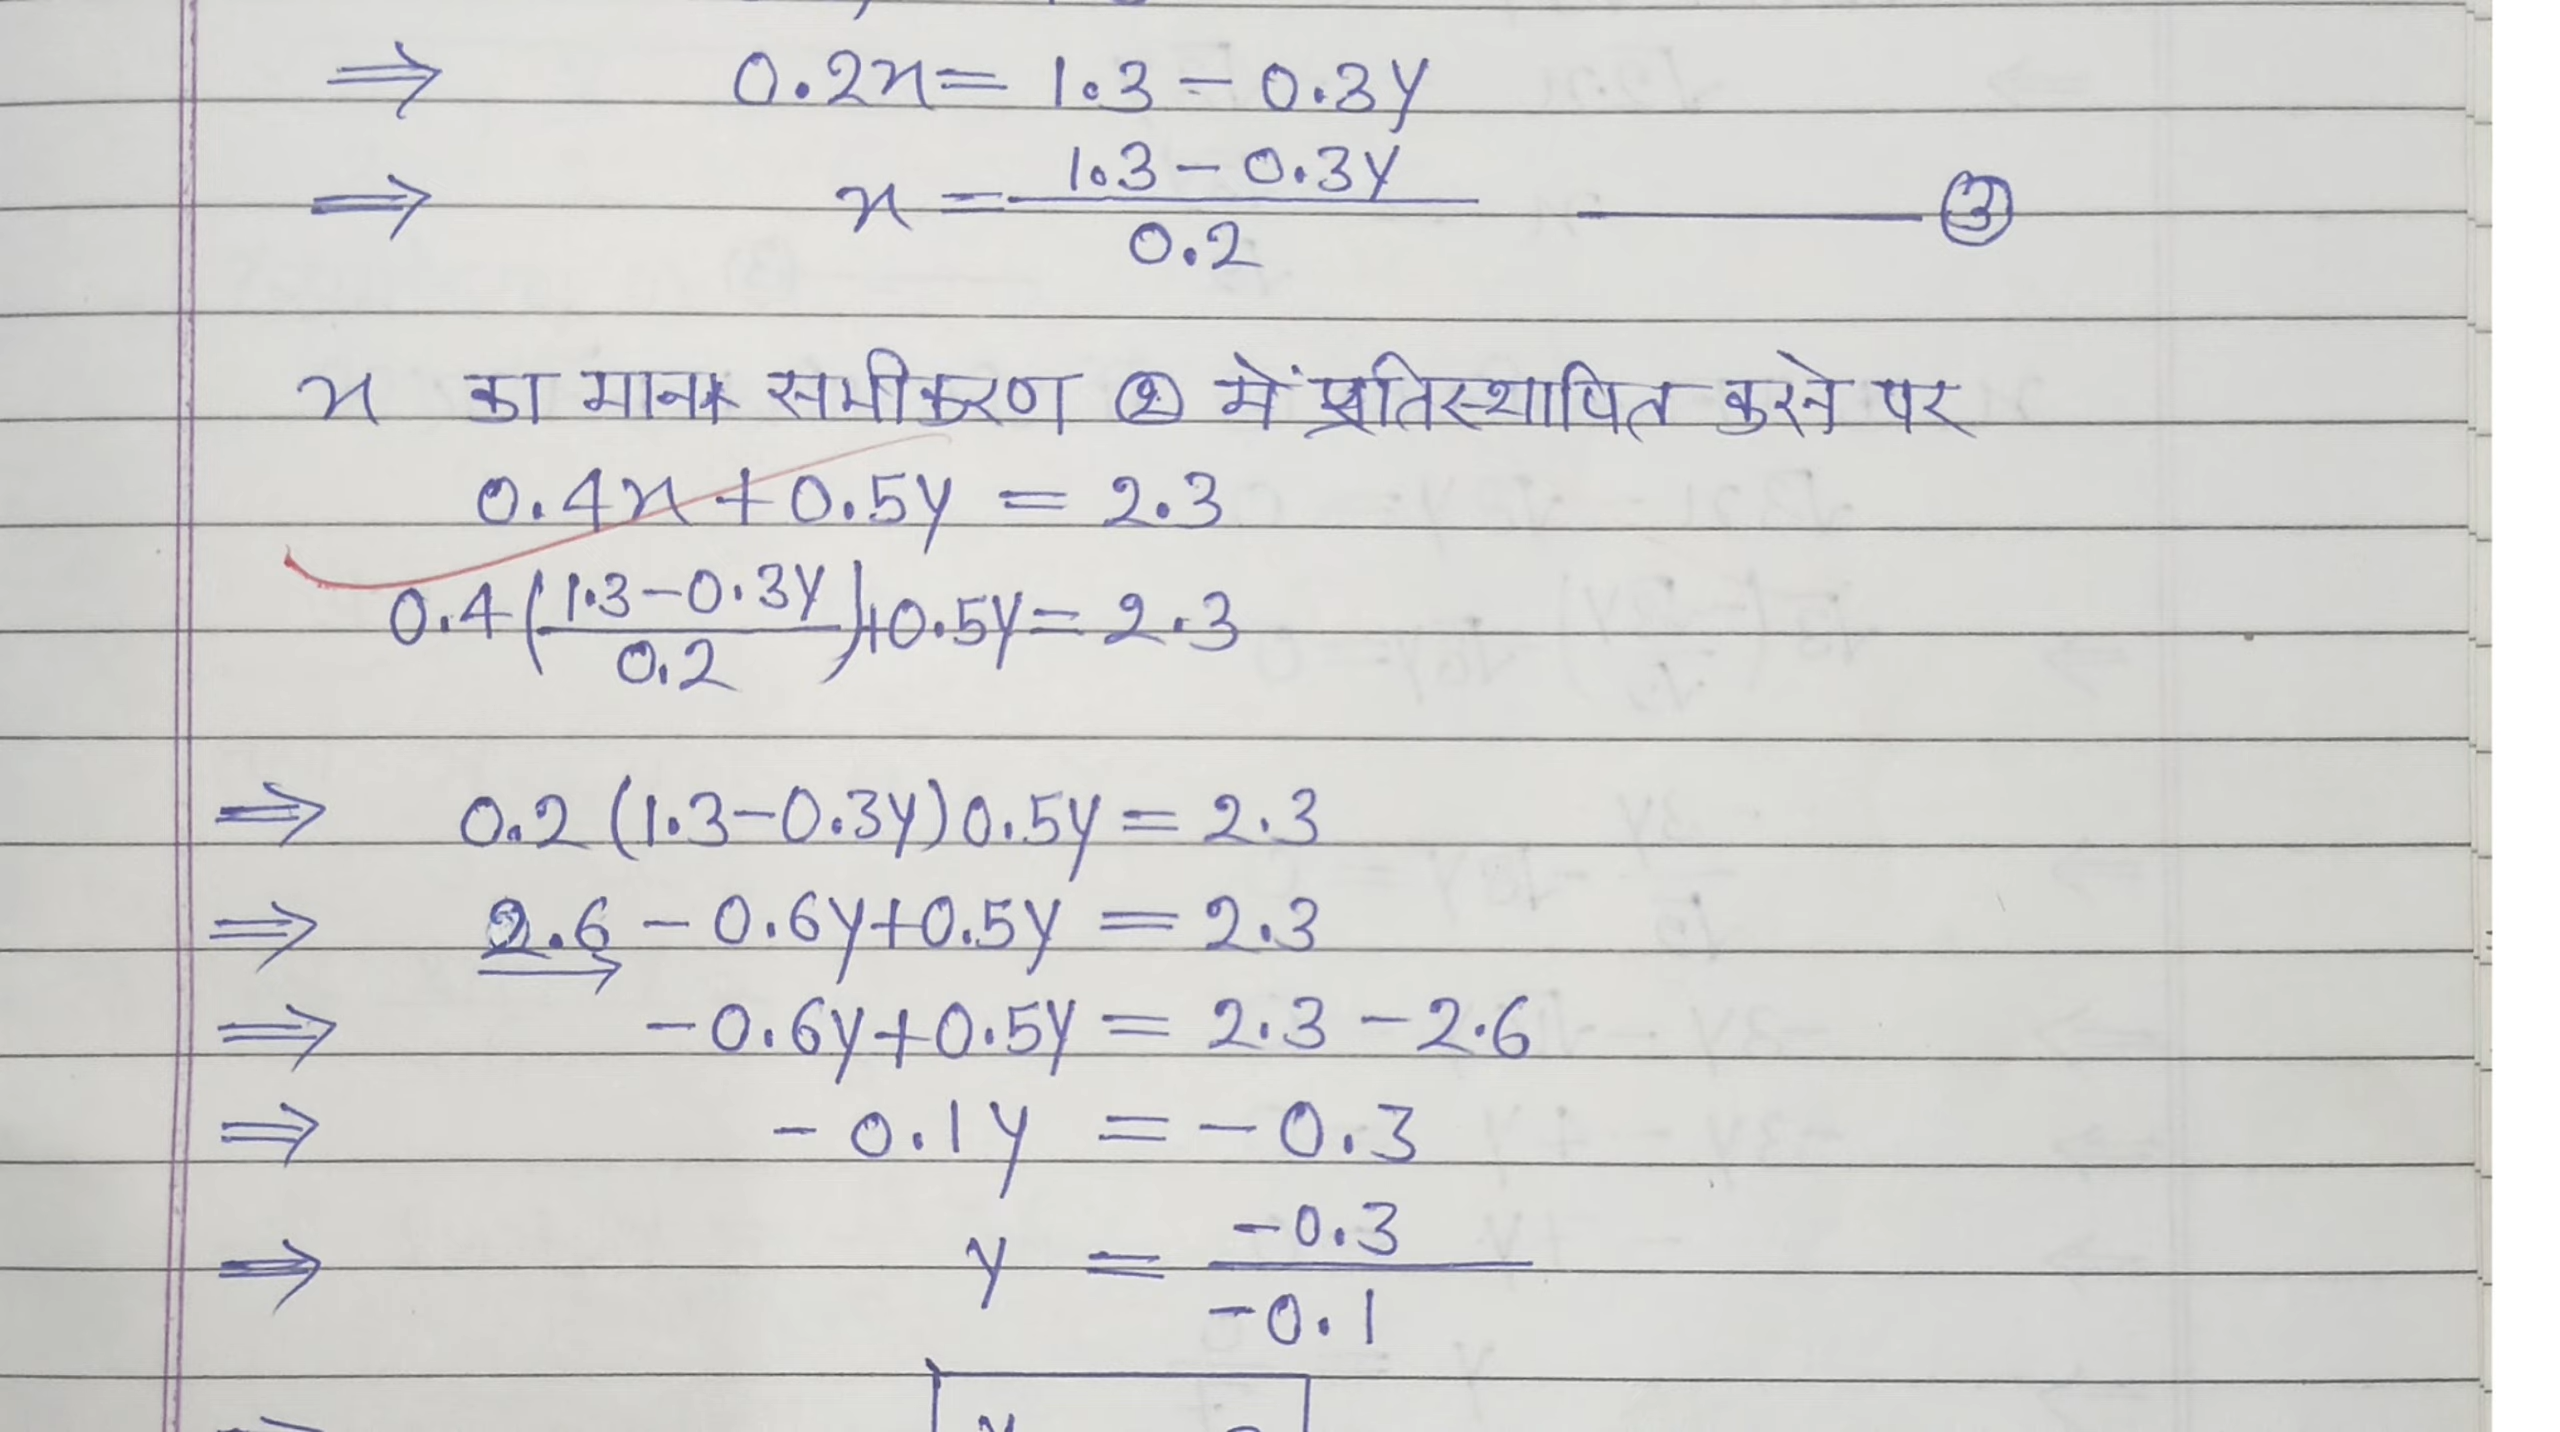 ⇒ 0.2x = 1.3 - 0.3y
⇒ x = (1.3 - 0.3y)/0.2 ——— ③
x का मान समीकरण ② में प्रतिस्थापित करने पर
0.4x + 0.5y = 2.3
0.4((1.3 - 0.3y)/0.2) + 0.5y = 2.3
⇒ 0.2 (1.3 - 0.3y) 0.5y = 2.3
⇒ 2.6 - 0.6y + 0.5y = 2.3
⇒ - 0.6y + 0.5y = 2.3 - 2.6
⇒ - 0.1y = - 0.3
⇒ y = -0.3/-0.1